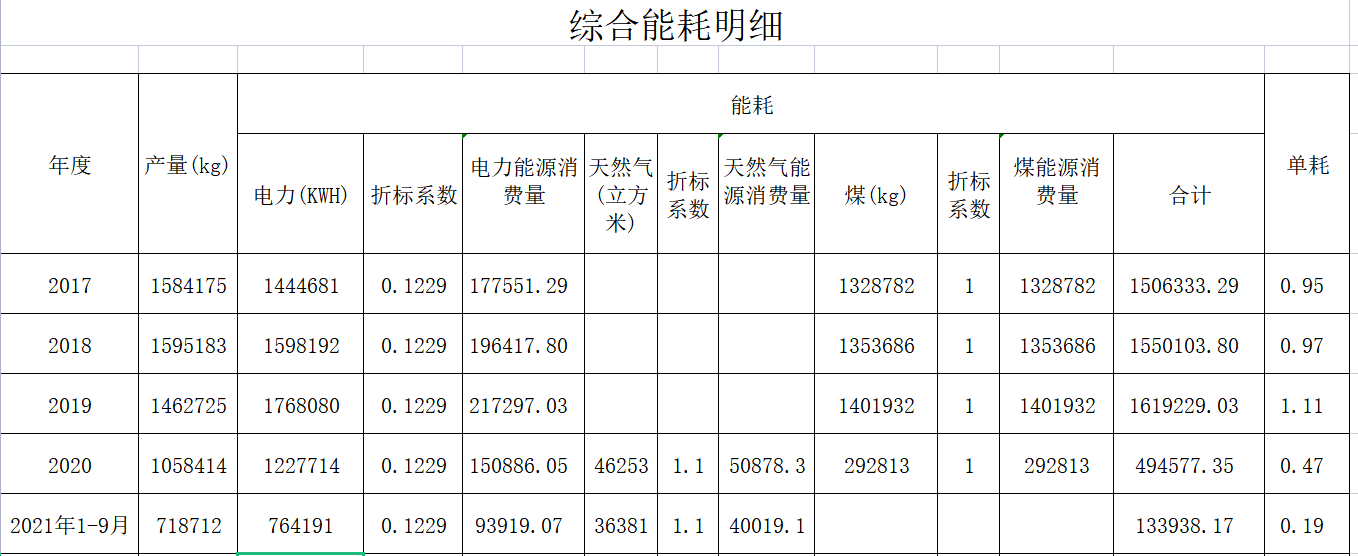 综合能耗明细
能耗
年度 产量(kg) 单耗
电力(KWH) 折标系数 电力能源消费量 天然气(立方米) 折标系数 天然气能源消费量 煤(kg) 折标系数 煤能源消费量 合计
2017 1584175 1444681 0.1229 177551.29 1328782 1 1328782 1506333.29 0.95
2018 1595183 1598192 0.1229 196417.80 1353686 1 1353686 1550103.80 0.97
2019 1462725 1768080 0.1229 217297.03 1401932 1 1401932 1619229.03 1.11
2020 1058414 1227714 0.1229 150886.05 46253 1.1 50878.3 292813 1 292813 494577.35 0.47
2021年1-9月 718712 764191 0.1229 93919.07 36381 1.1 40019.1 133938.17 0.19